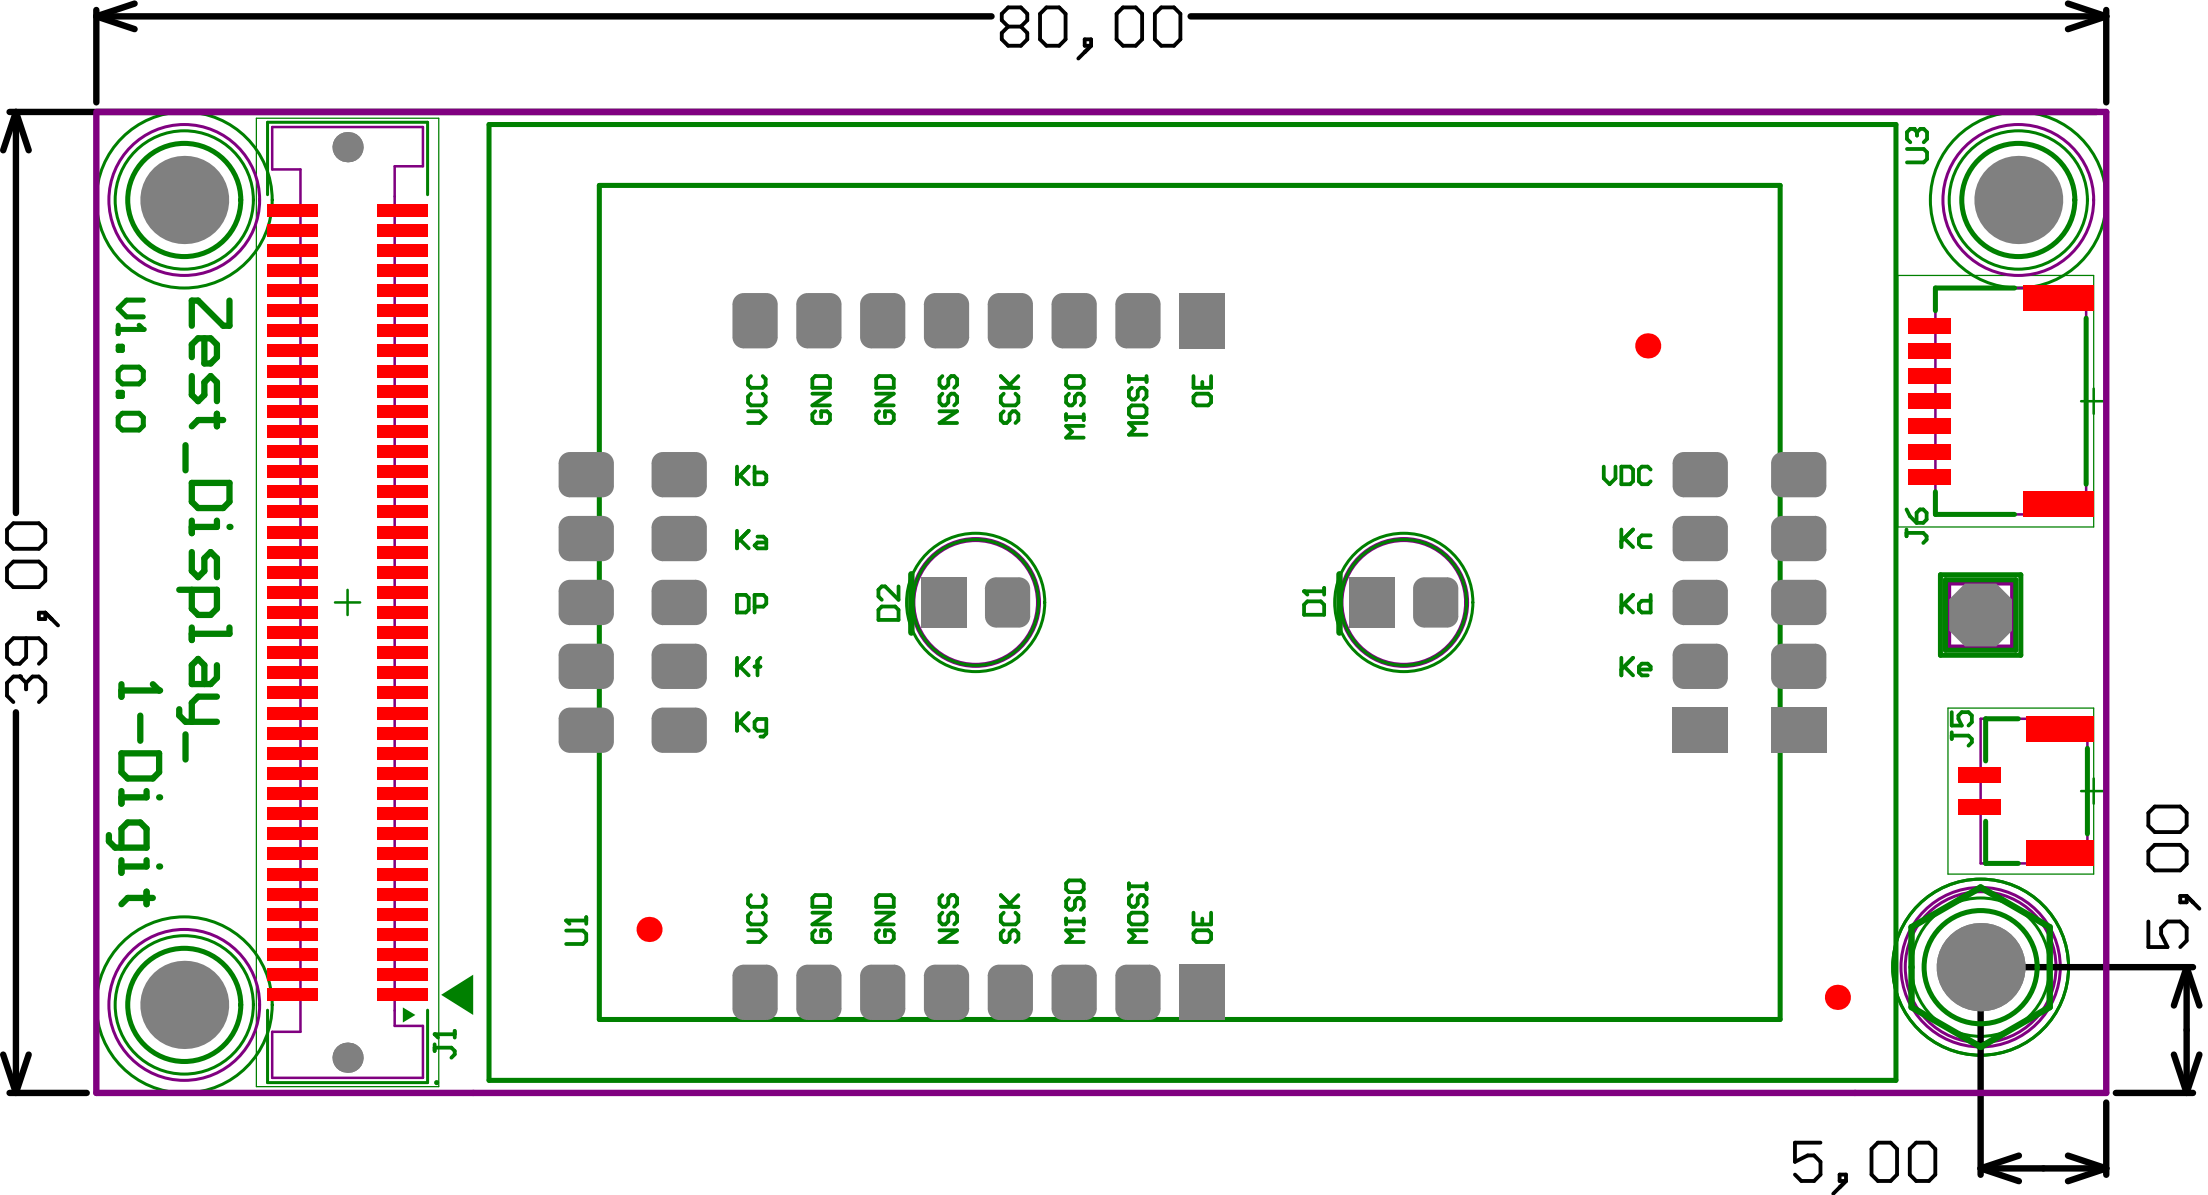 80,00
39,00
V1.0.0
Zest_Display_
1-Digit
U3
VCC
GND
GND
NSS
SCK
MISO
MOSI
OE
Kb
Ka
DP
Kf
Kg
VDC
Kc
Kd
Ke
D2
D1
J6
J5
U1
VCC
GND
GND
NSS
SCK
MISO
MOSI
OE
J1
5,00
5,00